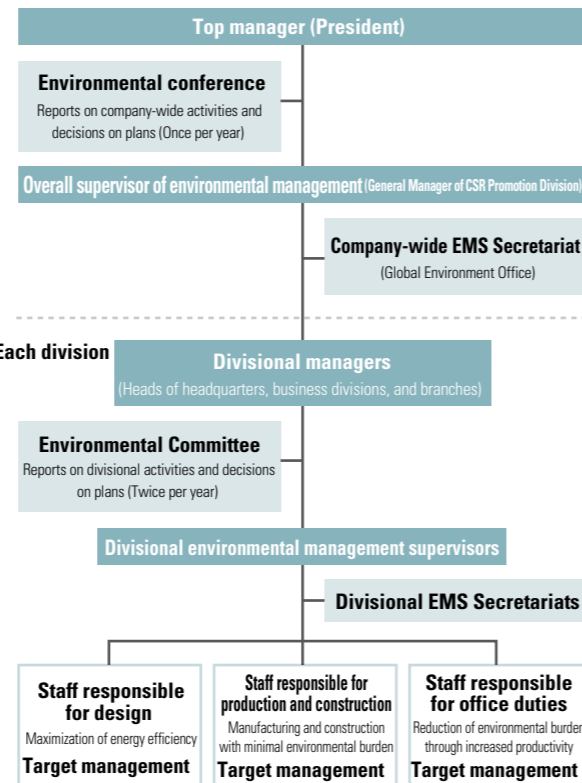 Top manager (President)
Environmental conference
Reports on company-wide activities and
decisions on plans (Once per year)
Overall supervisor of environmental management (General Manager of CSR Promotion Division)
Company-wide EMS Secretariat
(Global Environment Office)
Each division
Divisional managers
(Heads of headquarters, business divisions, and branches)
Environmental Committee
Reports on divisional activities and decisions
on plans (Twice per year)
Divisional environmental management supervisors
Divisional EMS Secretariats
Staff responsible
for design
Maximization of energy efficiency
Target management
Staff responsible for
production and construction
Manufacturing and construction
with minimal environmental burden
Target management
Staff responsible
for office duties
Reduction of environmental burden
through increased productivity
Target management